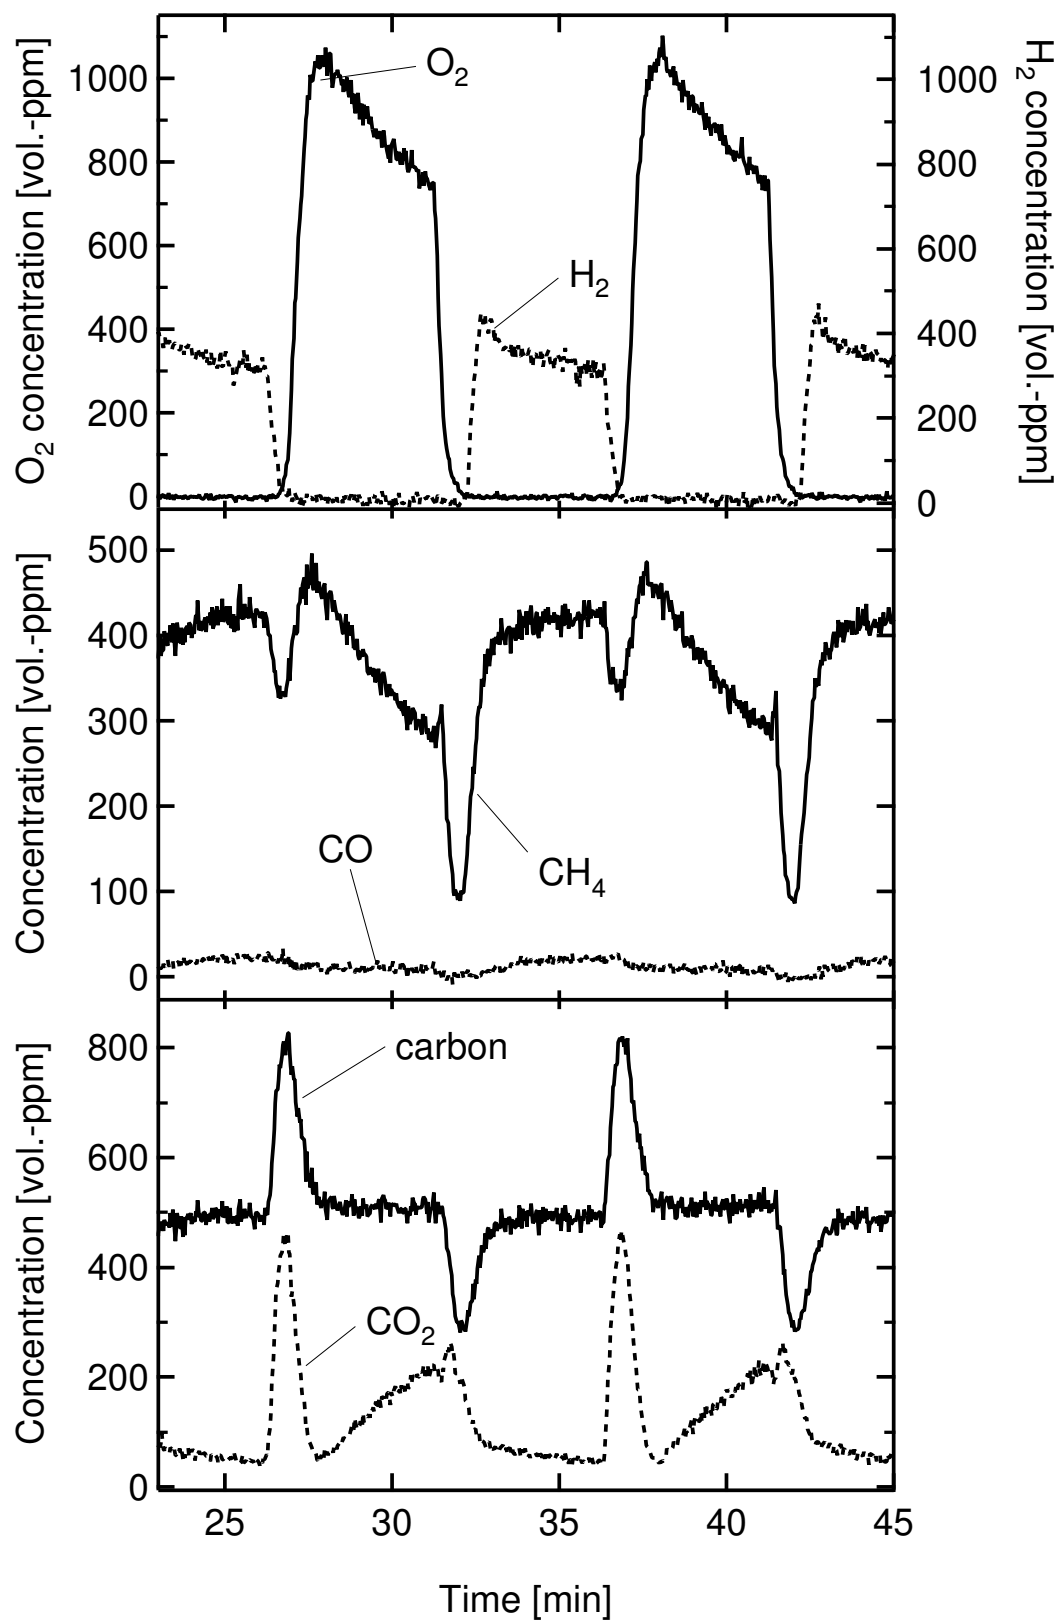 O2 concentration [vol.-ppm]
1000
800
600
400
200
0
O2
H2
1000
800
600
400
200
0
H2 concentration [vol.-ppm]
Concentration [vol.-ppm]
500
400
300
200
100
0
CO
CH4
Concentration [vol.-ppm]
800
600
400
200
0
carbon
CO2
25 30 35 40 45
Time [min]